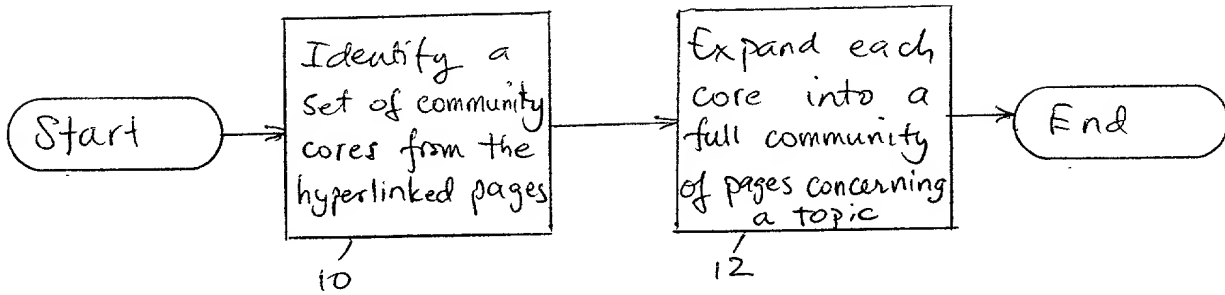 Start
Identify a
set of community
cores from the
hyperlinked pages
10
Expand each
core into a
full community
of pages concerning
a topic
12
End